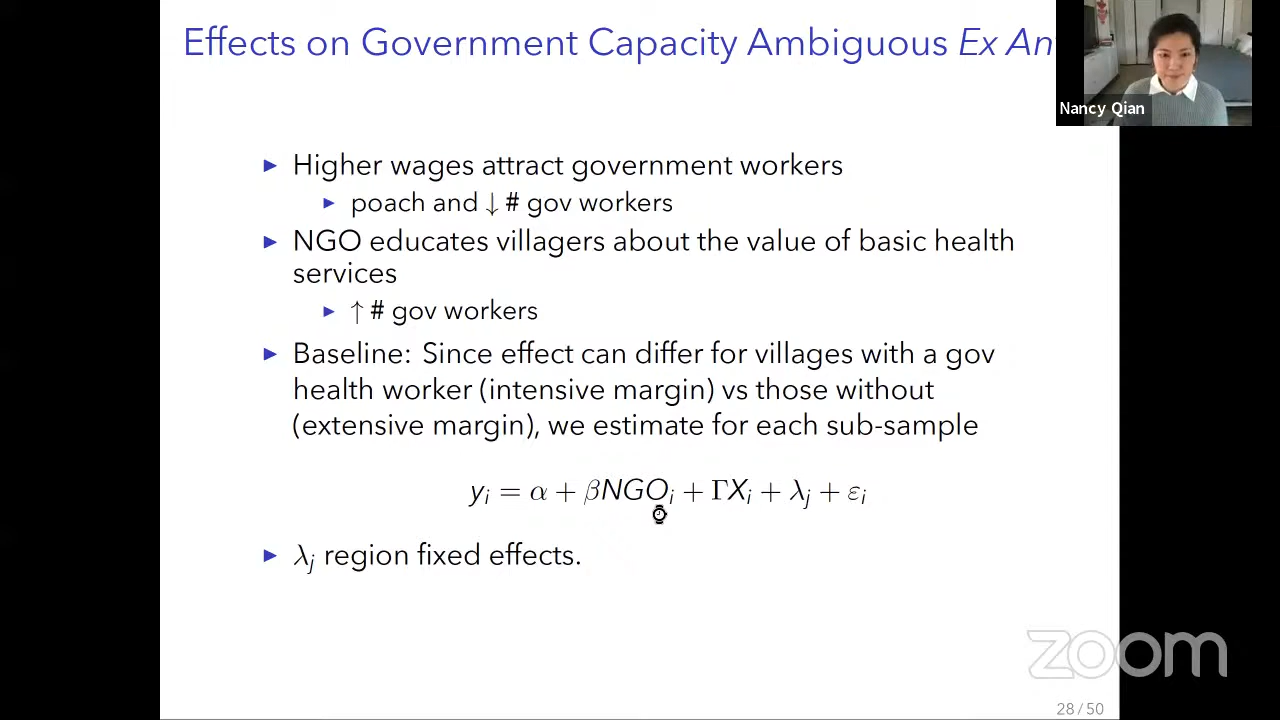 Effects on Government Capacity Ambiguous Ex An
Nancy Qian
▶ Higher wages attract government workers
▶ poach and ↓ # gov workers
▶ NGO educates villagers about the value of basic health
services
▶ ↑ # gov workers
▶ Baseline: Since effect can differ for villages with a gov
health worker (intensive margin) vs those without
(extensive margin), we estimate for each sub-sample
yᵢ = α + βNGOᵢ + ΓXᵢ + λⱼ + εᵢ
▶ λⱼ region fixed effects.
zoom
28 / 50